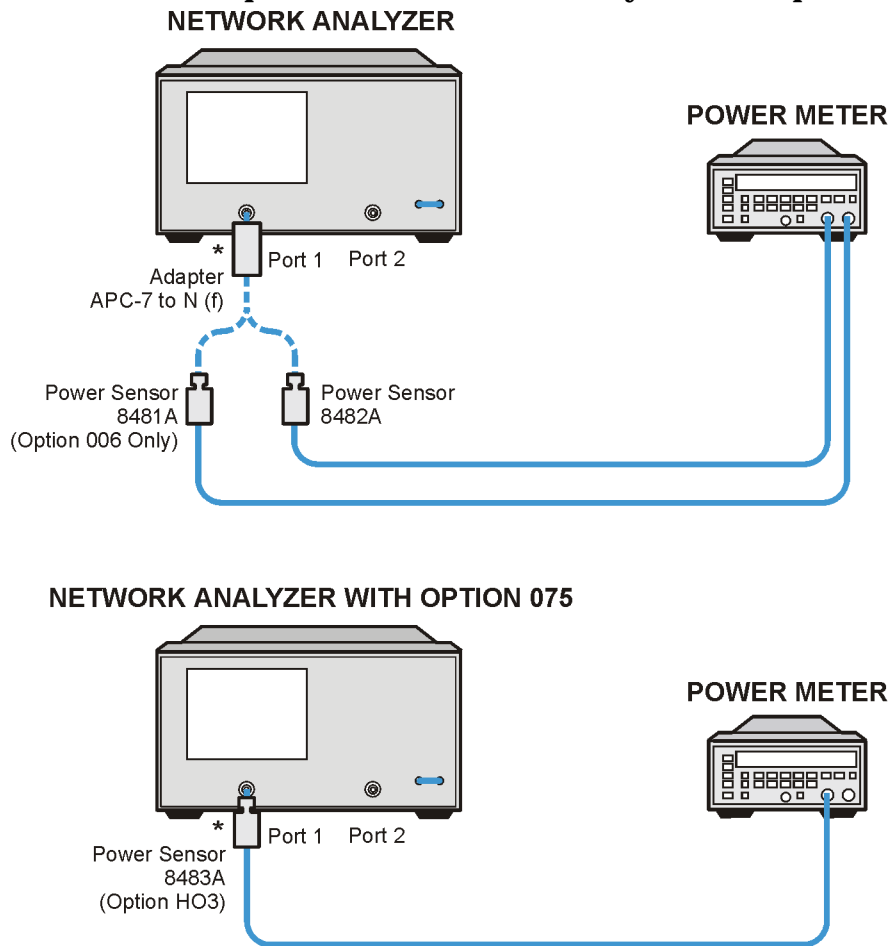 NETWORK ANALYZER
POWER METER
*
Port 1 Port 2
Adapter
APC-7 to N (f)
Power Sensor
8481A
(Option 006 Only)
Power Sensor
8482A
NETWORK ANALYZER WITH OPTION 075
POWER METER
*
Port 1 Port 2
Power Sensor
8483A
(Option HO3)